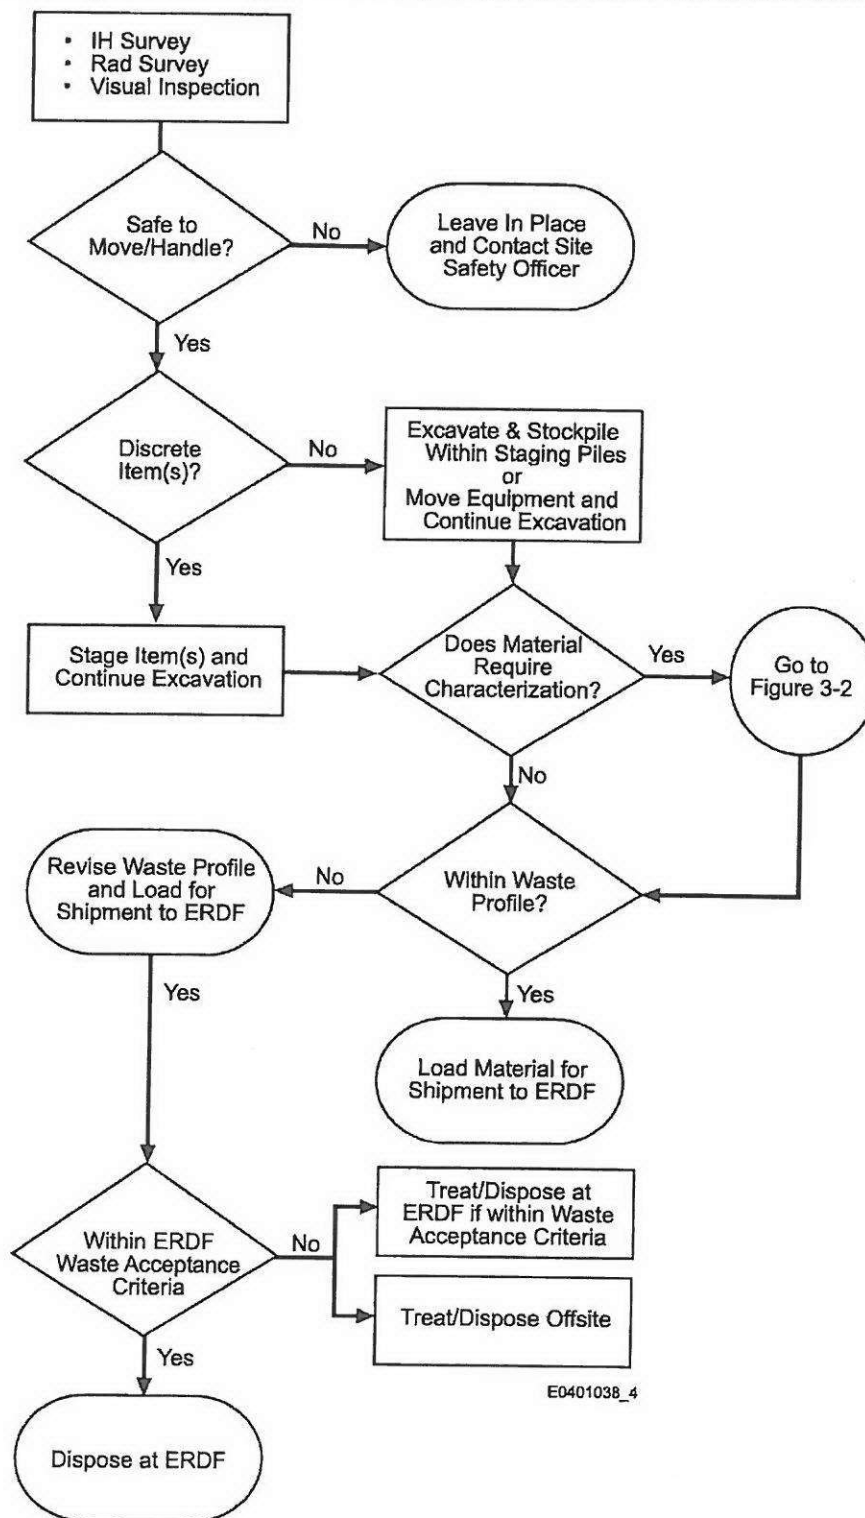 • IH Survey
• Rad Survey
• Visual Inspection
Safe to
Move/Handle?
No
Leave In Place
and Contact Site
Safety Officer
Yes
Discrete
Item(s)?
No
Excavate & Stockpile
Within Staging Piles
or
Move Equipment and
Continue Excavation
Yes
Stage Item(s) and
Continue Excavation
Does Material
Require
Characterization?
Yes
Go to
Figure 3-2
No
Revise Waste Profile
and Load for
Shipment to ERDF
No
Within Waste
Profile?
Yes
Yes
Load Material for
Shipment to ERDF
Within ERDF
Waste Acceptance
Criteria
No
Treat/Dispose at
ERDF if within Waste
Acceptance Criteria
Treat/Dispose Offsite
Yes
E0401038_4
Dispose at ERDF